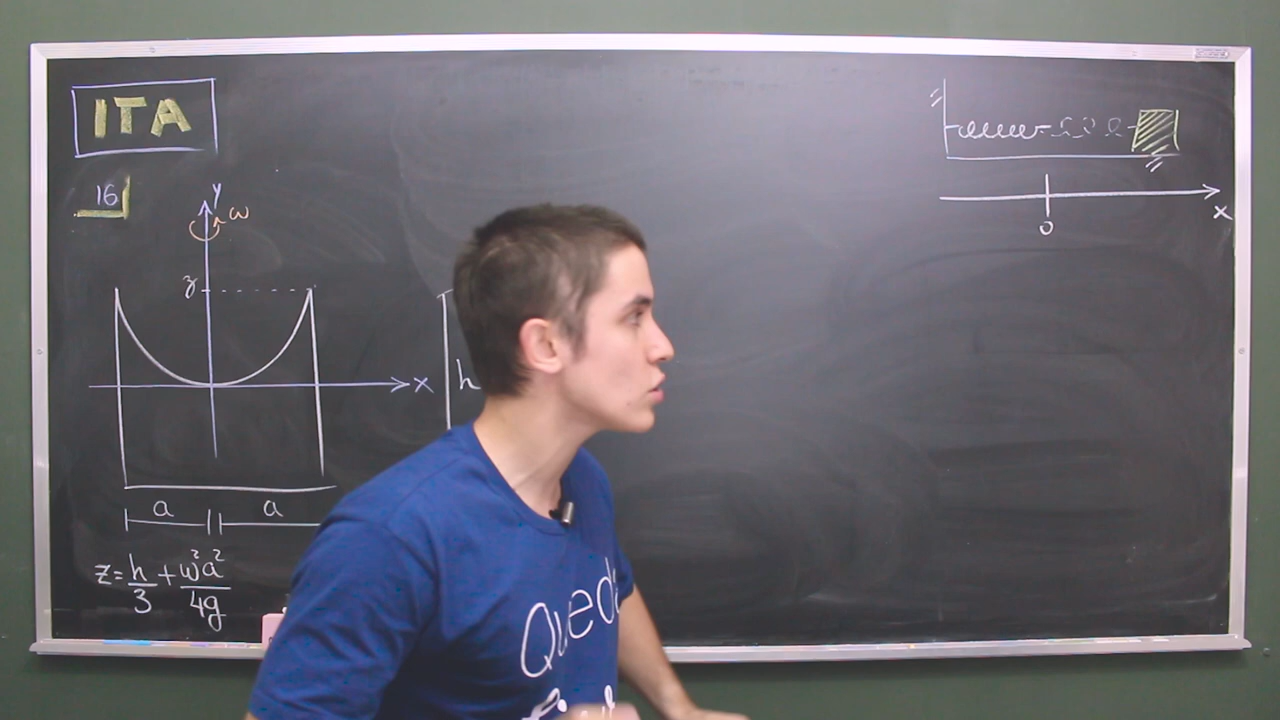 ITA
16
y
ω
z
x
h
a a
z = h/3 + ω²a²/4g
0
x